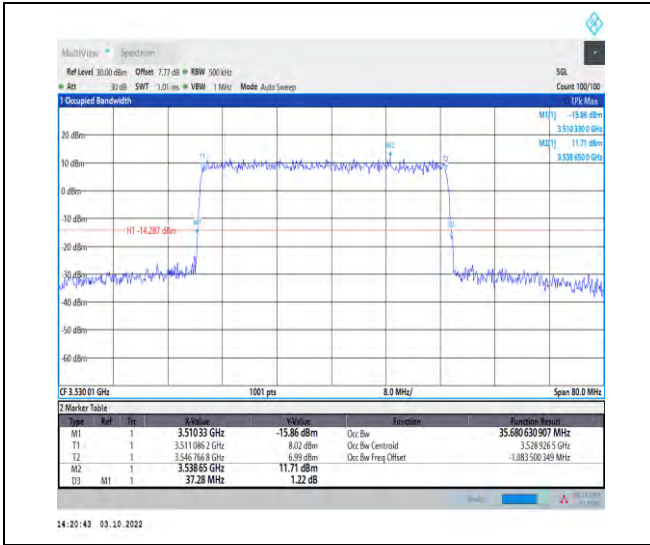 MultiView Spectrum
Ref Level 30.00 dBm Offset 7.77 dB RBW 500 kHz SGL
Att 30 dB SWT 1.01 ms VBW 1 MHz Mode Auto Sweep Count 100/100
1 Occupied Bandwidth 1Pk Max
M1[1] -15.86 dBm
3.510 330 0 GHz
M2[1] 11.71 dBm
3.538 650 0 GHz
20 dBm
10 dBm
T1
M2
T2
0 dBm
-10 dBm
M1
D3
H1 -14.287 dBm
-20 dBm
-30 dBm
-40 dBm
-50 dBm
-60 dBm
CF 3.530 01 GHz 1001 pts 8.0 MHz/ Span 80.0 MHz
2 Marker Table
Type Ref Trc X-Value Y-Value Function Function Result
M1 1 3.510 33 GHz -15.86 dBm Occ Bw 35.680 630 907 MHz
T1 1 3.511 086 2 GHz 8.02 dBm Occ Bw Centroid 3.528 926 5 GHz
T2 1 3.546 766 8 GHz 6.99 dBm Occ Bw Freq Offset -1.083 500 349 MHz
M2 1 3.538 65 GHz 11.71 dBm
D3 M1 1 37.28 MHz 1.22 dB
14:20:43 03.10.2022